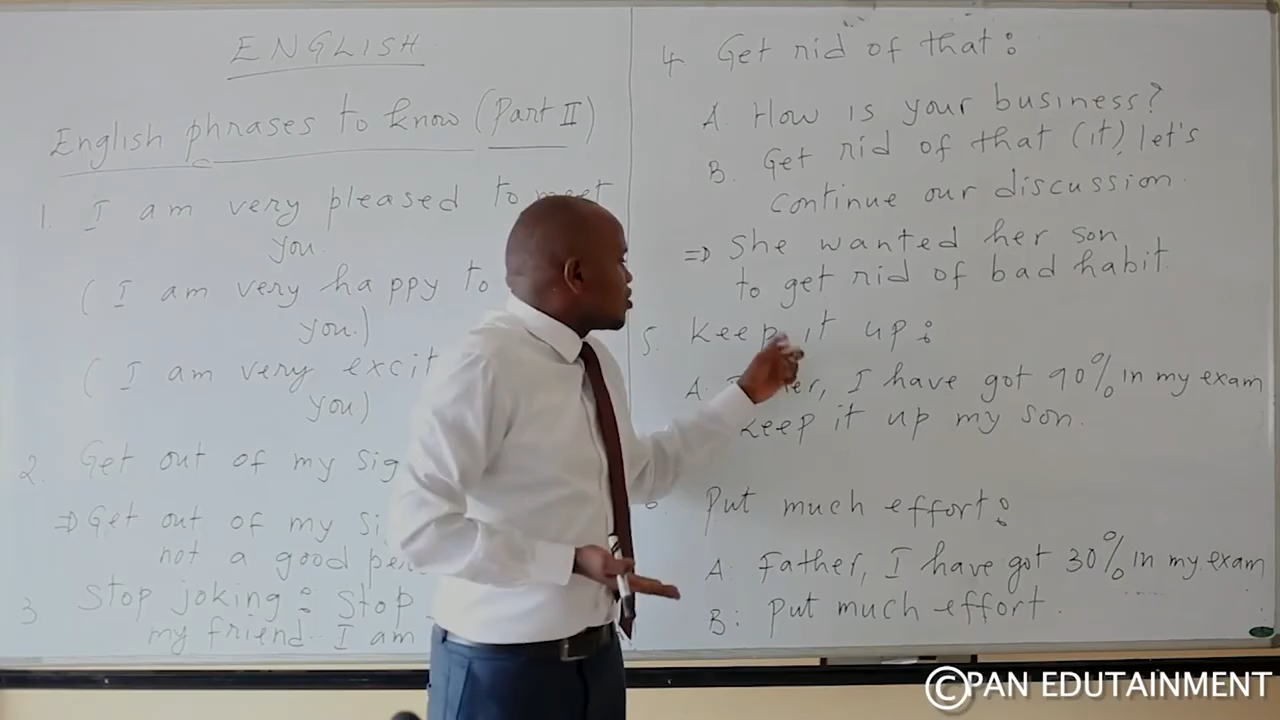 ENGLISH
English phrases to know (Part II)
1. I am very pleased to meet
you.
( I am very happy to
you.)
( I am very excit
you)
2. Get out of my sig
⇒ Get out of my si
not a good pe
3 Stop joking: Stop
my friend.. I am
4. Get rid of that:
A. How is your business?
B. Get rid of that (it), let's
continue our discussion.
⇒ She wanted her son
to get rid of bad habit.
5. Keep it up:
A. I have got 90% in my exam
Keep it up my son.
Put much effort:
A. Father, I have got 30% in my exam
B: Put much effort.
©PAN EDUTAINMENT